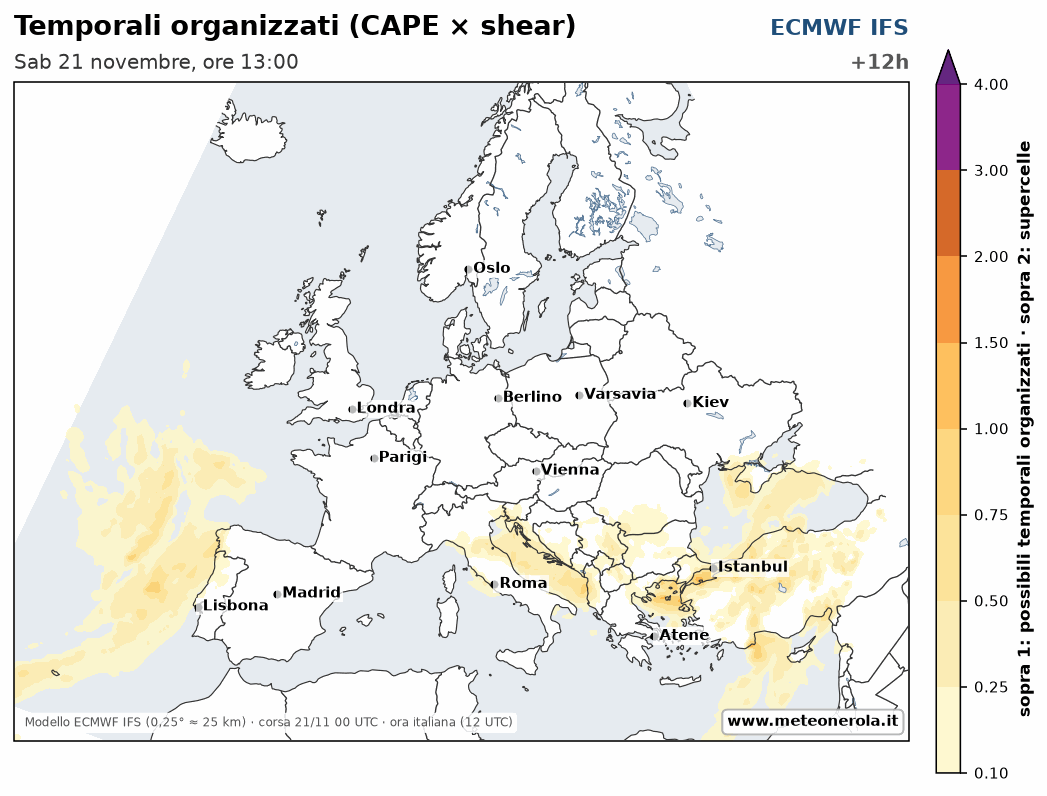 Temporali organizzati (CAPE × shear)
ECMWF IFS
Sab 21 novembre, ore 13:00
+12h
Oslo
Londra
Berlino
Varsavia
Kiev
Parigi
Vienna
Istanbul
Roma
Madrid
Lisbona
Atene
Modello ECMWF IFS (0,25° ≈ 25 km) · corsa 21/11 00 UTC · ora italiana (12 UTC)
www.meteonerola.it
4.00
3.00
2.00
1.50
1.00
0.75
0.50
0.25
0.10
sopra 1: possibili temporali organizzati · sopra 2: supercelle